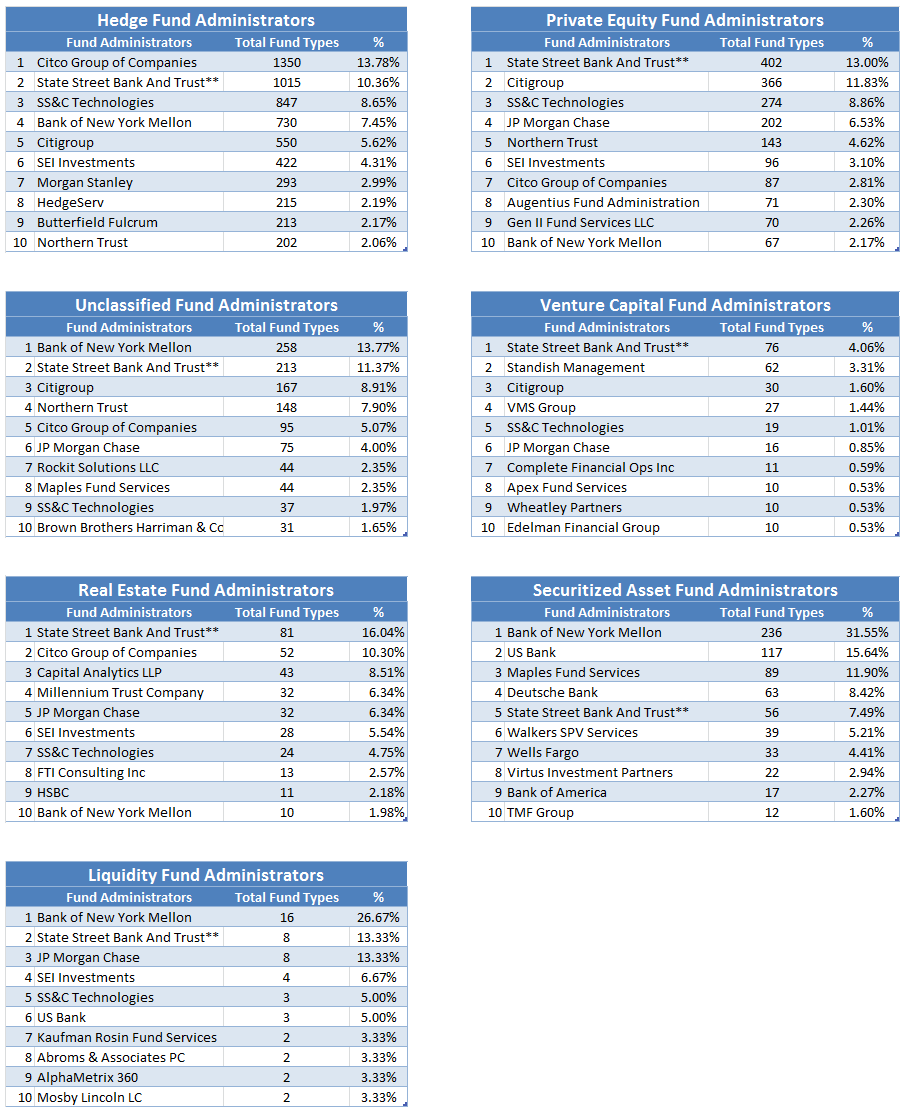 Hedge Fund Administrators
Fund Administrators Total Fund Types %
1 Citco Group of Companies 1350 13.78%
2 State Street Bank And Trust** 1015 10.36%
3 SS&C Technologies 847 8.65%
4 Bank of New York Mellon 730 7.45%
5 Citigroup 550 5.62%
6 SEI Investments 422 4.31%
7 Morgan Stanley 293 2.99%
8 HedgeServ 215 2.19%
9 Butterfield Fulcrum 213 2.17%
10 Northern Trust 202 2.06%
Private Equity Fund Administrators
Fund Administrators Total Fund Types %
1 State Street Bank And Trust** 402 13.00%
2 Citigroup 366 11.83%
3 SS&C Technologies 274 8.86%
4 JP Morgan Chase 202 6.53%
5 Northern Trust 143 4.62%
6 SEI Investments 96 3.10%
7 Citco Group of Companies 87 2.81%
8 Augentius Fund Administration 71 2.30%
9 Gen II Fund Services LLC 70 2.26%
10 Bank of New York Mellon 67 2.17%
Unclassified Fund Administrators
Fund Administrators Total Fund Types %
1 Bank of New York Mellon 258 13.77%
2 State Street Bank And Trust** 213 11.37%
3 Citigroup 167 8.91%
4 Northern Trust 148 7.90%
5 Citco Group of Companies 95 5.07%
6 JP Morgan Chase 75 4.00%
7 Rockit Solutions LLC 44 2.35%
8 Maples Fund Services 44 2.35%
9 SS&C Technologies 37 1.97%
10 Brown Brothers Harriman & Co 31 1.65%
Venture Capital Fund Administrators
Fund Administrators Total Fund Types %
1 State Street Bank And Trust** 76 4.06%
2 Standish Management 62 3.31%
3 Citigroup 30 1.60%
4 VMS Group 27 1.44%
5 SS&C Technologies 19 1.01%
6 JP Morgan Chase 16 0.85%
7 Complete Financial Ops Inc 11 0.59%
8 Apex Fund Services 10 0.53%
9 Wheatley Partners 10 0.53%
10 Edelman Financial Group 10 0.53%
Real Estate Fund Administrators
Fund Administrators Total Fund Types %
1 State Street Bank And Trust** 81 16.04%
2 Citco Group of Companies 52 10.30%
3 Capital Analytics LLP 43 8.51%
4 Millennium Trust Company 32 6.34%
5 JP Morgan Chase 32 6.34%
6 SEI Investments 28 5.54%
7 SS&C Technologies 24 4.75%
8 FTI Consulting Inc 13 2.57%
9 HSBC 11 2.18%
10 Bank of New York Mellon 10 1.98%
Securitized Asset Fund Administrators
Fund Administrators Total Fund Types %
1 Bank of New York Mellon 236 31.55%
2 US Bank 117 15.64%
3 Maples Fund Services 89 11.90%
4 Deutsche Bank 63 8.42%
5 State Street Bank And Trust** 56 7.49%
6 Walkers SPV Services 39 5.21%
7 Wells Fargo 33 4.41%
8 Virtus Investment Partners 22 2.94%
9 Bank of America 17 2.27%
10 TMF Group 12 1.60%
Liquidity Fund Administrators
Fund Administrators Total Fund Types %
1 Bank of New York Mellon 16 26.67%
2 State Street Bank And Trust** 8 13.33%
3 JP Morgan Chase 8 13.33%
4 SEI Investments 4 6.67%
5 SS&C Technologies 3 5.00%
6 US Bank 3 5.00%
7 Kaufman Rosin Fund Services 2 3.33%
8 Abroms & Associates PC 2 3.33%
9 AlphaMetrix 360 2 3.33%
10 Mosby Lincoln LC 2 3.33%